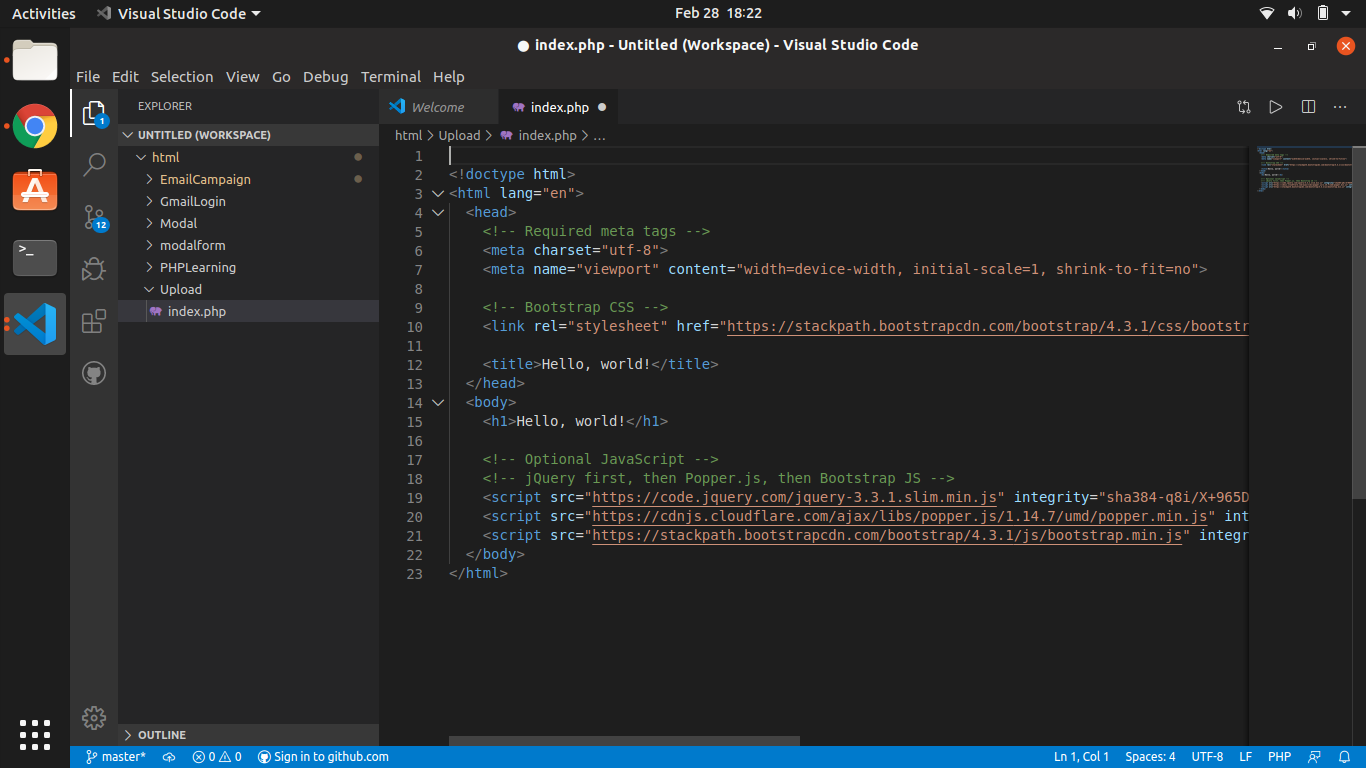 Activities Visual Studio Code Feb 28 18:22
index.php - Untitled (Workspace) - Visual Studio Code
File Edit Selection View Go Debug Terminal Help
EXPLORER
1
12
UNTITLED (WORKSPACE)
html
EmailCampaign
GmailLogin
Modal
modalform
PHPLearning
Upload
index.php
OUTLINE
Welcome index.php
html > Upload > index.php > ...
1
2 <!doctype html>
3 <html lang="en">
4 <head>
5 <!-- Required meta tags -->
6 <meta charset="utf-8">
7 <meta name="viewport" content="width=device-width, initial-scale=1, shrink-to-fit=no">
8
9 <!-- Bootstrap CSS -->
10 <link rel="stylesheet" href="https://stackpath.bootstrapcdn.com/bootstrap/4.3.1/css/bootstr
11
12 <title>Hello, world!</title>
13 </head>
14 <body>
15 <h1>Hello, world!</h1>
16
17 <!-- Optional JavaScript -->
18 <!-- jQuery first, then Popper.js, then Bootstrap JS -->
19 <script src="https://code.jquery.com/jquery-3.3.1.slim.min.js" integrity="sha384-q8i/X+965D
20 <script src="https://cdnjs.cloudflare.com/ajax/libs/popper.js/1.14.7/umd/popper.min.js" int
21 <script src="https://stackpath.bootstrapcdn.com/bootstrap/4.3.1/js/bootstrap.min.js" integr
22 </body>
23 </html>
master* 0 0 Sign in to github.com Ln 1, Col 1 Spaces: 4 UTF-8 LF PHP